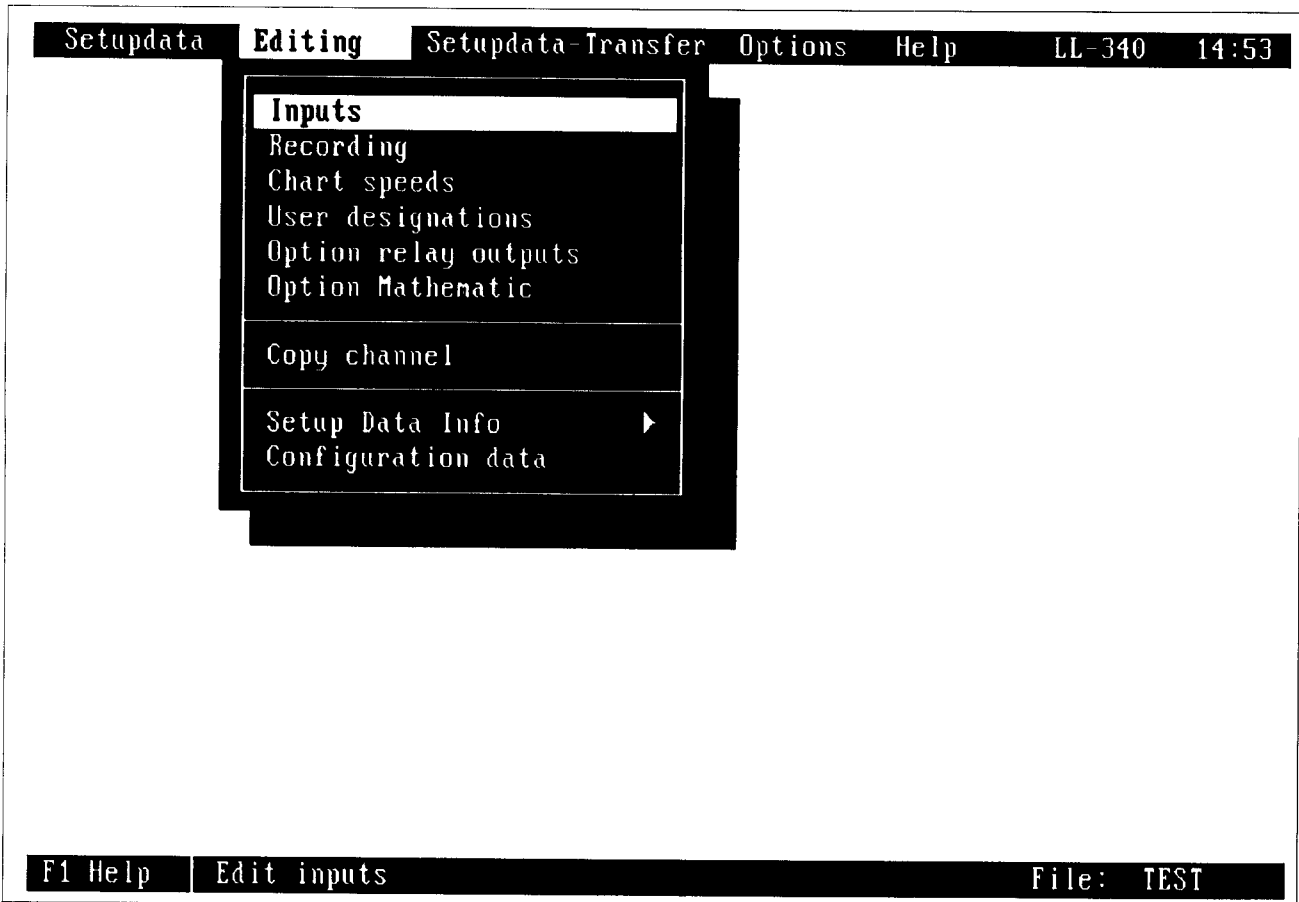 Setupdata Editing Setupdata-Transfer Options Help LL-340 14:53
Inputs
Recording
Chart speeds
User designations
Option relay outputs
Option Mathematic
Copy channel
Setup Data Info ▶
Configuration data
F1 Help Edit inputs File: TEST